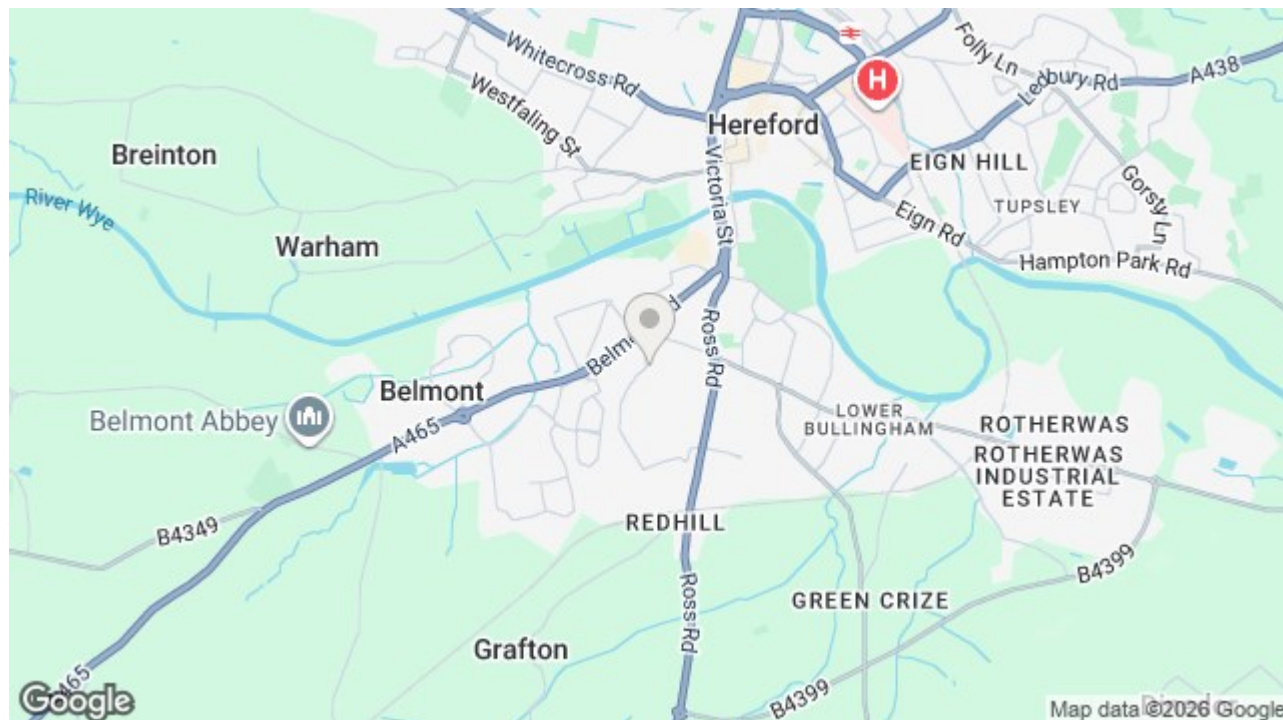 Whitecross Rd
Westfaling St
Folly Ln
Ledbury Rd
A438
H
Hereford
Breinton
EIGN HILL
Victoria St
Gorsty Ln
River Wye
TUPSLEY
Warham
Eign Rd
Hampton Park Rd
Ross Rd
Belmont
LOWER
BULLINGHAM
Belmont Abbey
A465
ROTHERWAS
ROTHERWAS
INDUSTRIAL
ESTATE
B4349
REDHILL
B4399
Ross Rd
GREEN CRIZE
Grafton
B4399
Google
Map data ©2026 Google